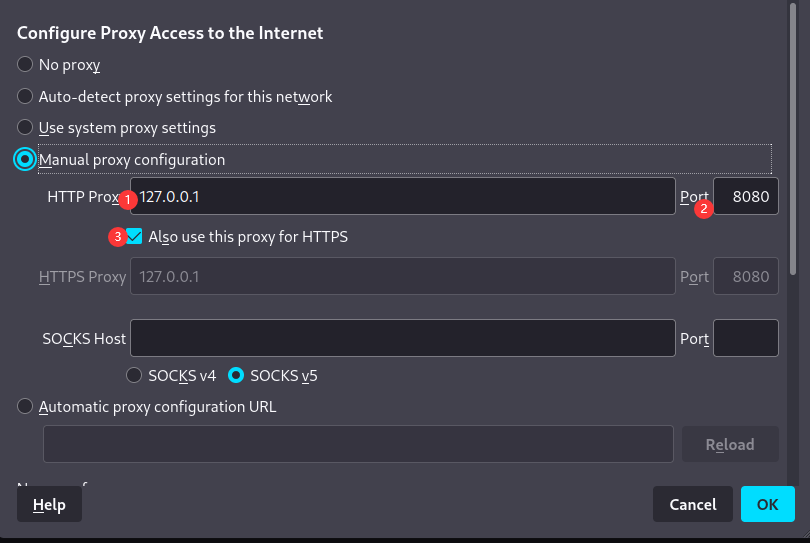 Configure Proxy Access to the Internet
No proxy
Auto-detect proxy settings for this network
Use system proxy settings
Manual proxy configuration
HTTP Proxy 1 127.0.0.1 Port 2 8080
3 Also use this proxy for HTTPS
HTTPS Proxy 127.0.0.1 Port 8080
SOCKS Host Port
SOCKS v4 SOCKS v5
Automatic proxy configuration URL
Reload
Help Cancel OK